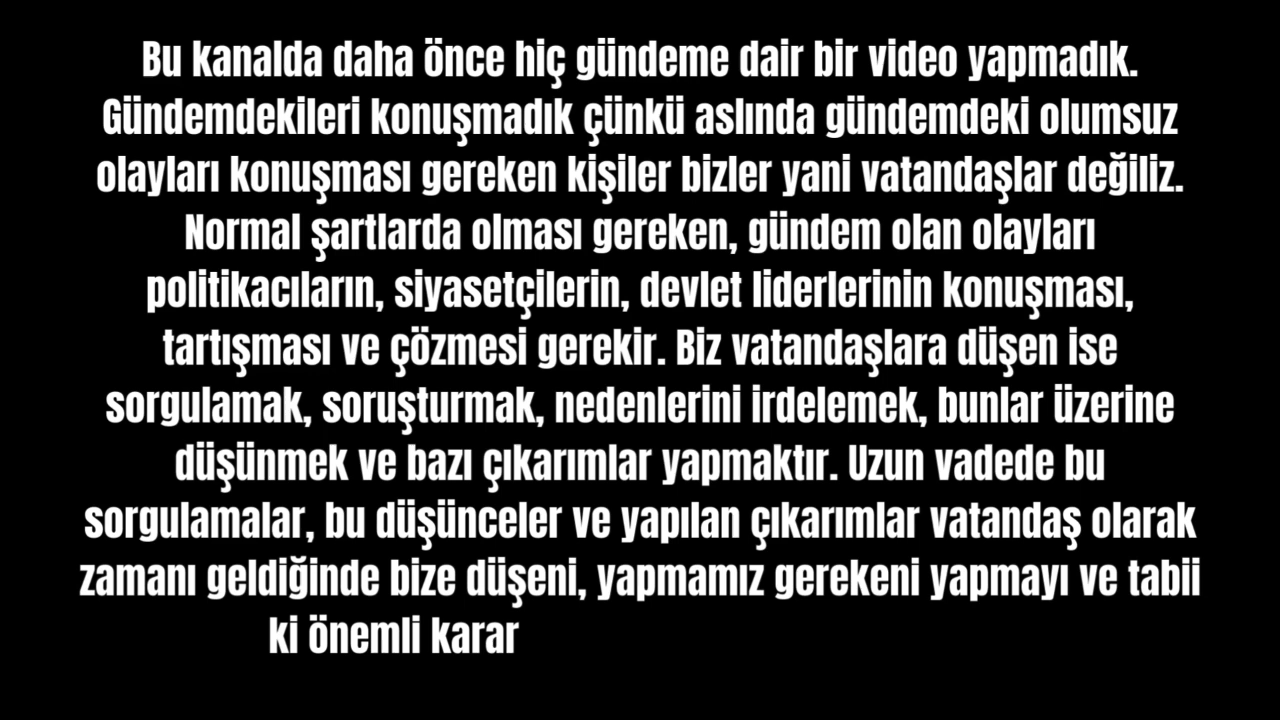 Bu kanalda daha önce hiç gündeme dair bir video yapmadık.
Gündemdekileri konuşmadık çünkü aslında gündemdeki olumsuz
olayları konuşması gereken kişiler bizler yani vatandaşlar değiliz.
Normal şartlarda olması gereken, gündem olan olayları
politikacıların, siyasetçilerin, devlet liderlerinin konuşması,
tartışması ve çözmesi gerekir. Biz vatandaşlara düşen ise
sorgulamak, soruşturmak, nedenlerini irdelemek, bunlar üzerine
düşünmek ve bazı çıkarımlar yapmaktır. Uzun vadede bu
sorgulamalar, bu düşünceler ve yapılan çıkarımlar vatandaş olarak
zamanı geldiğinde bize düşeni, yapmamız gerekeni yapmayı ve tabii
ki önemli karar